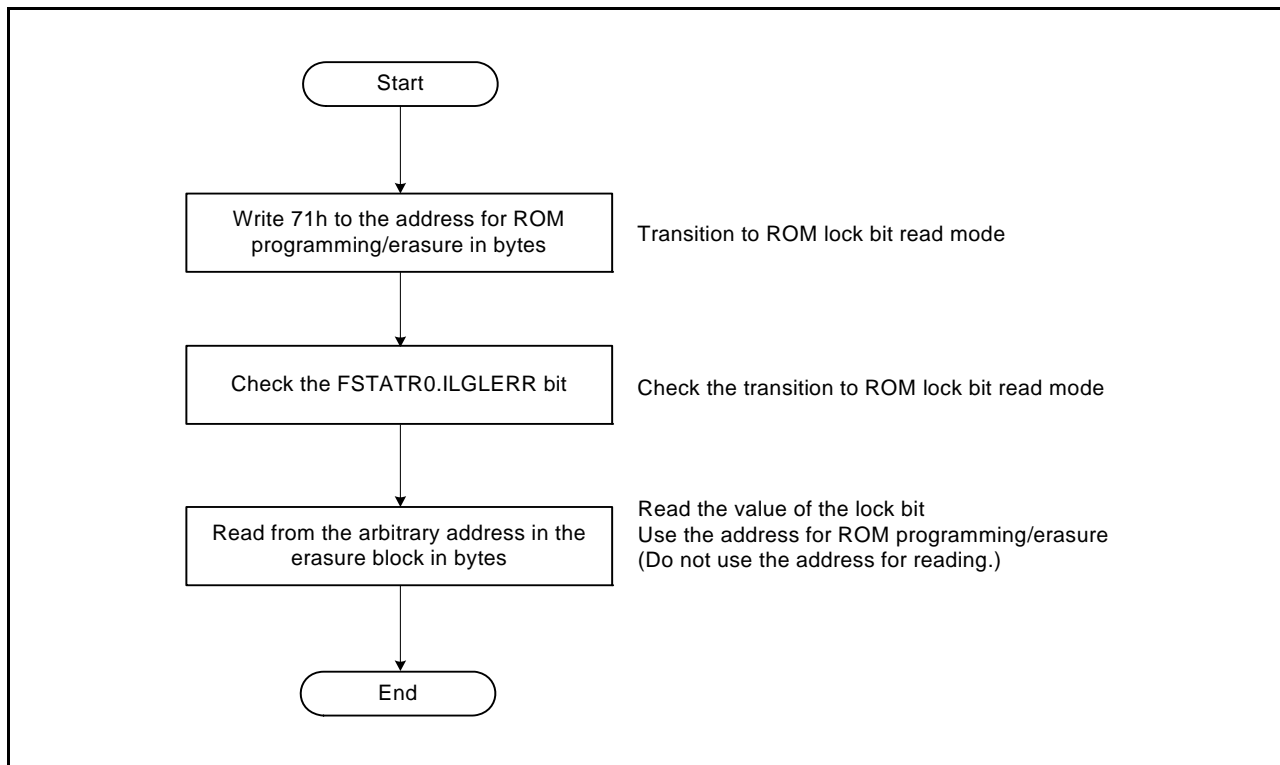 Start
Write 71h to the address for ROM
programming/erasure in bytes
Transition to ROM lock bit read mode
Check the FSTATR0.ILGLERR bit
Check the transition to ROM lock bit read mode
Read from the arbitrary address in the
erasure block in bytes
Read the value of the lock bit
Use the address for ROM programming/erasure
(Do not use the address for reading.)
End